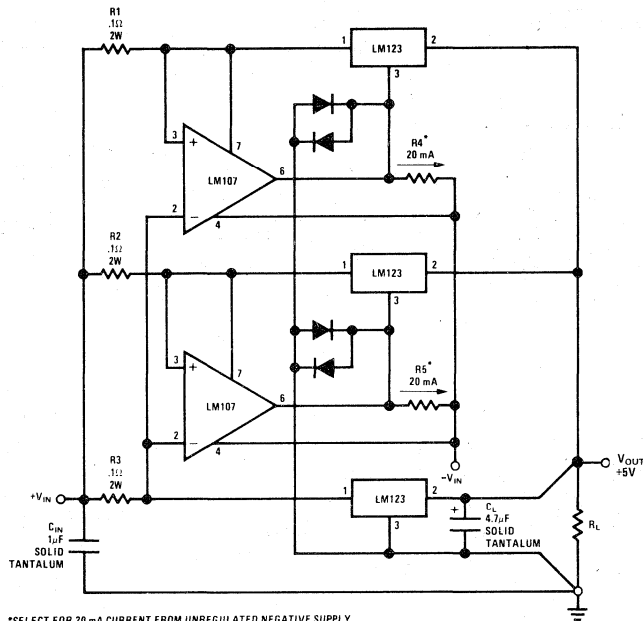 R1
.1Ω
2W
1
LM123
2
3
R4*
20 mA
3
+
7
LM107
6
2
−
4
R2
.1Ω
2W
1
LM123
2
3
3
+
7
LM107
6
R5*
20 mA
2
−
4
R3
.1Ω
2W
+VIN
−VIN
1
LM123
2
3
VOUT
+5V
+
CL
4.7µF
SOLID
TANTALUM
RL
CIN
1µF
SOLID
TANTALUM
*SELECT FOR 20 mA CURRENT FROM UNREGULATED NEGATIVE SUPPLY